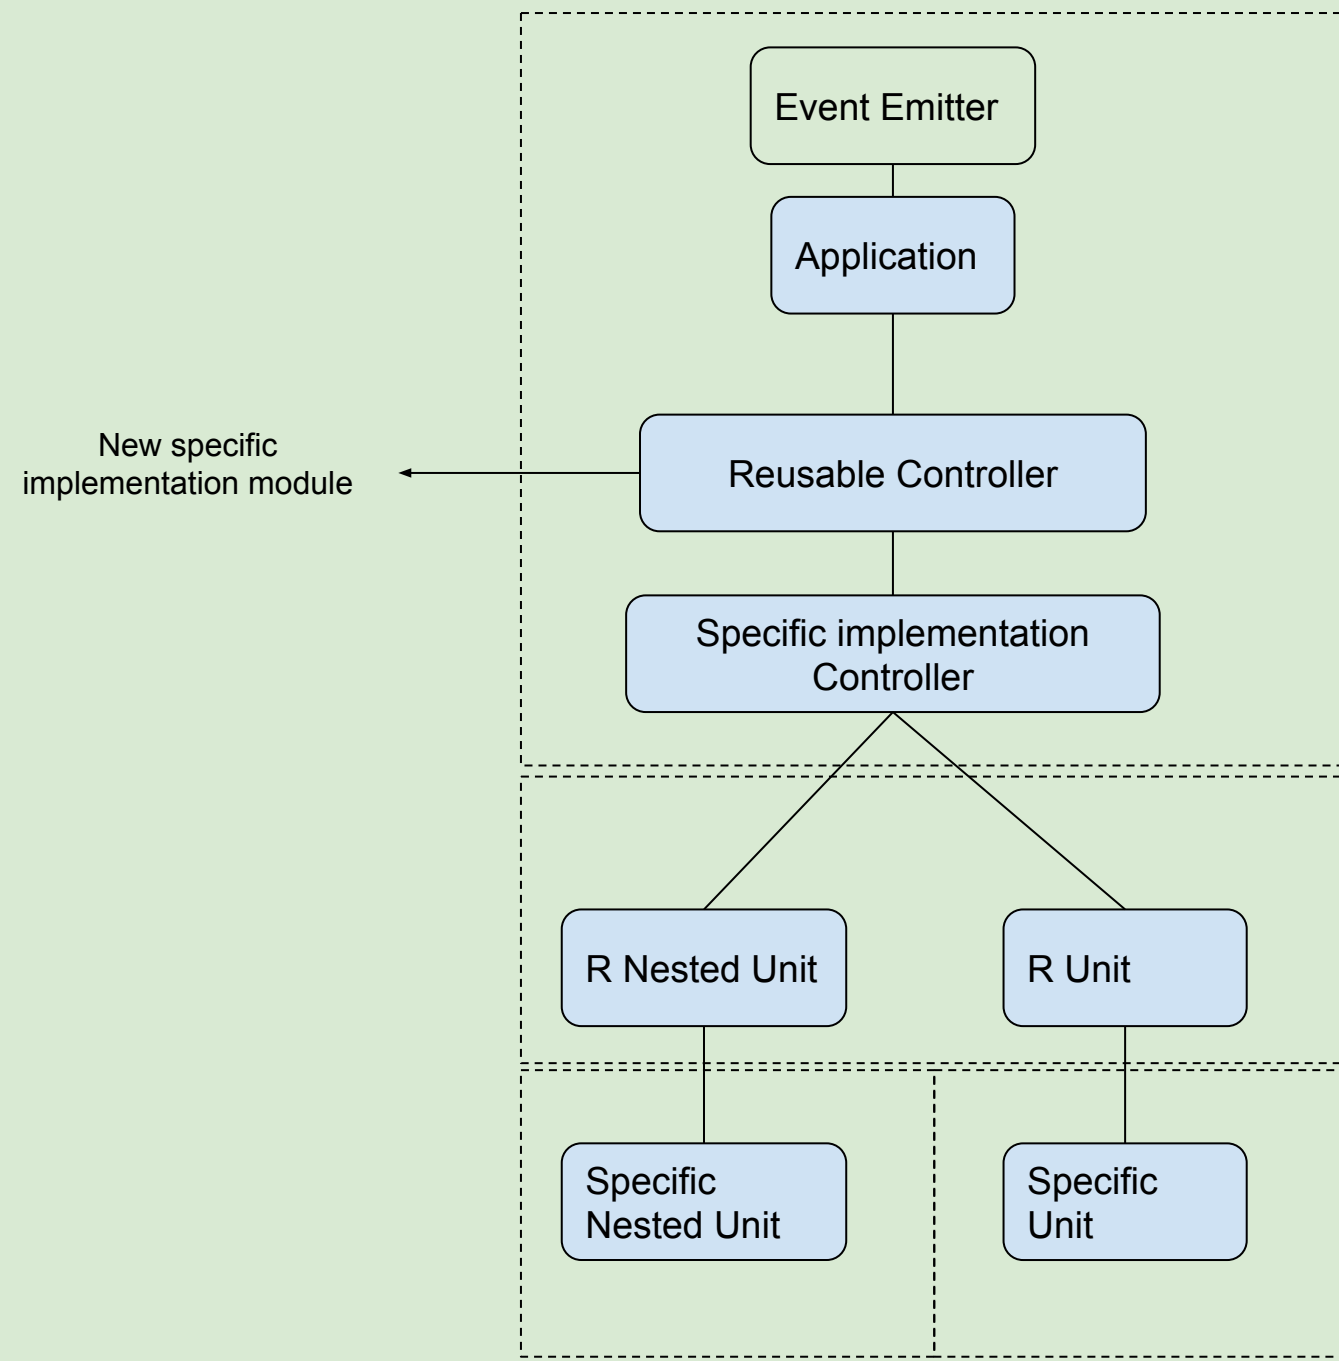 Event Emitter
Application
New specific
implementation module
Reusable Controller
Specific implementation
Controller
R Nested Unit
R Unit
Specific
Nested Unit
Specific
Unit